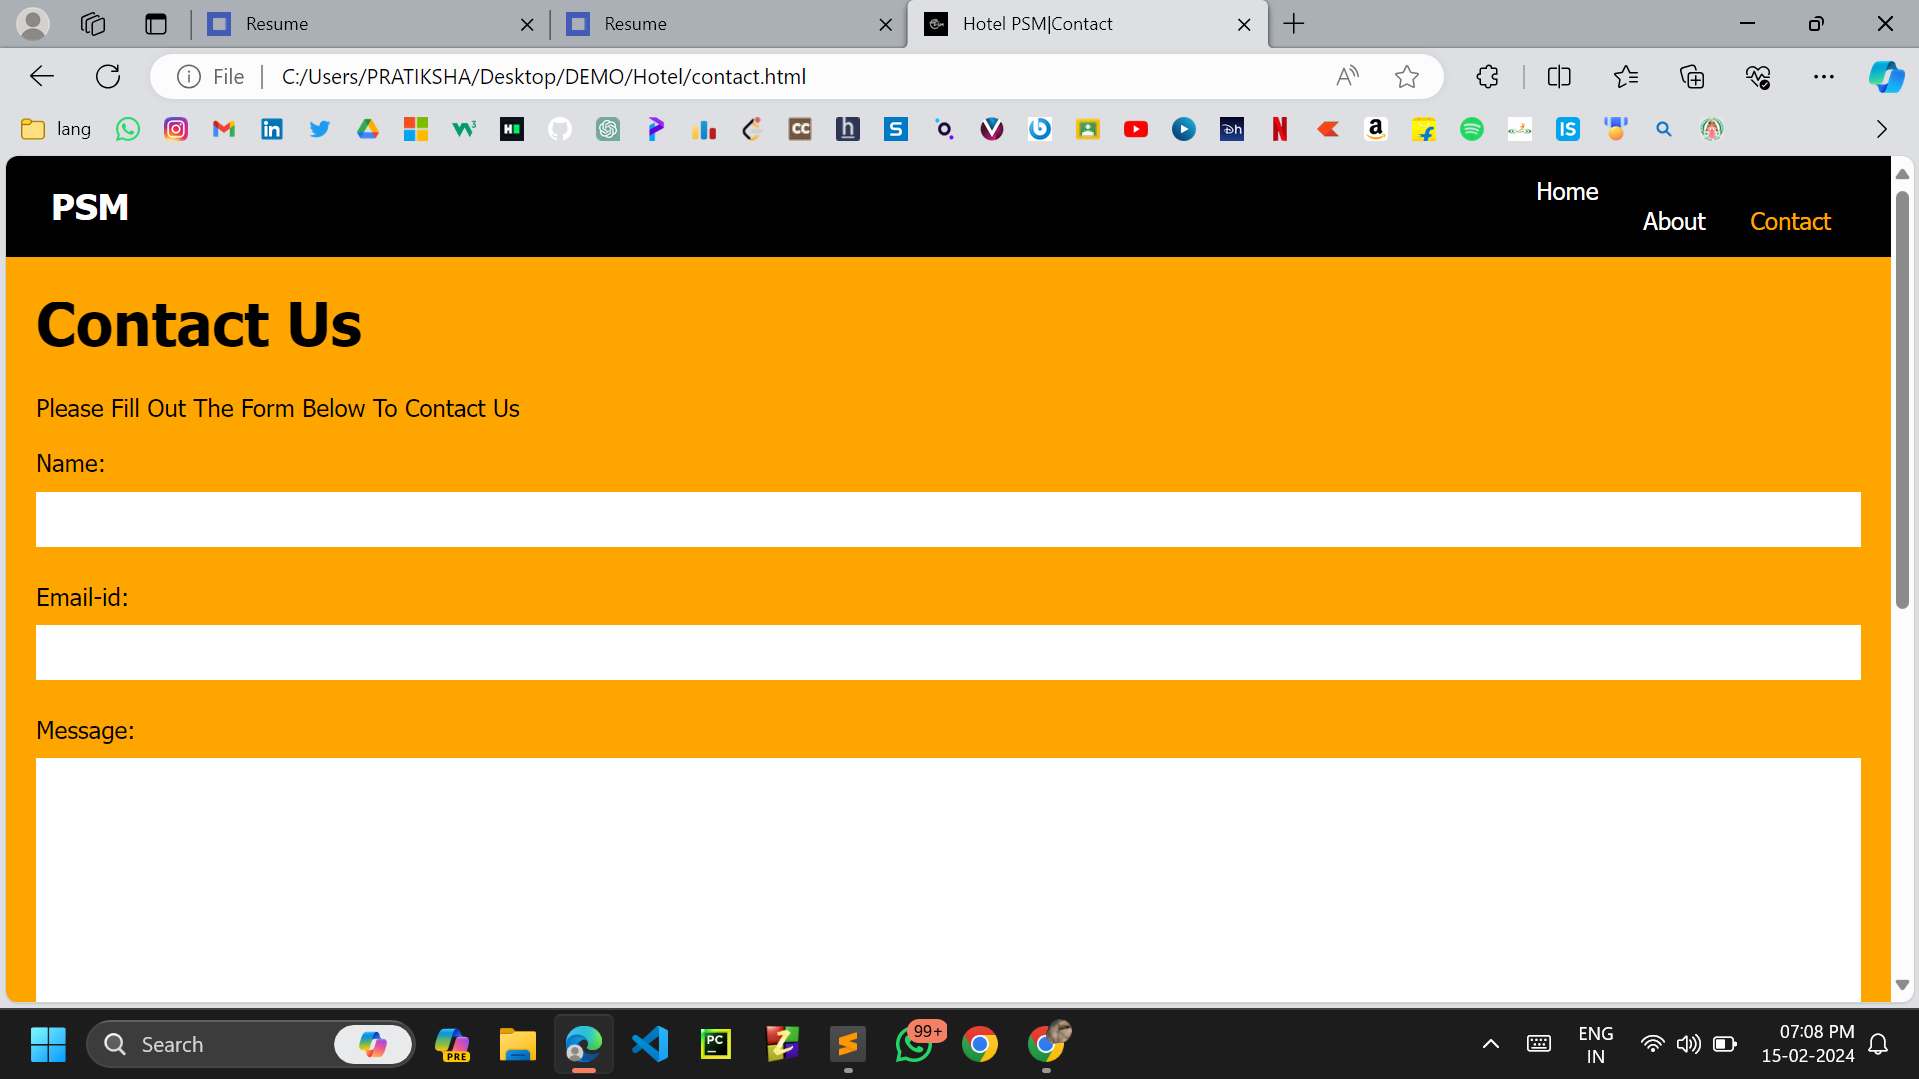 Resume
Resume
Hotel PSM|Contact
File
C:/Users/PRATIKSHA/Desktop/DEMO/Hotel/contact.html
lang
PSM
Home
About
Contact
Contact Us
Please Fill Out The Form Below To Contact Us
Name:
Email-id:
Message:
Search
PRE
PC
99+
ENG
IN
07:08 PM
15-02-2024